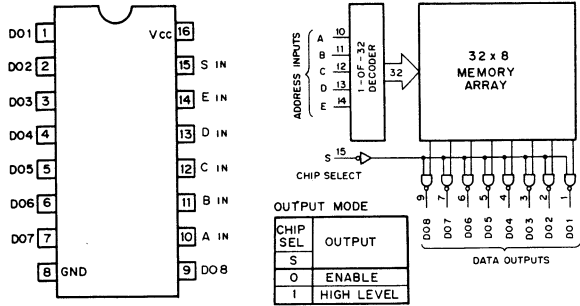 DO1 1
VCC 16
DO2 2
15 S IN
DO3 3
14 E IN
DO4 4
13 D IN
DO5 5
12 C IN
DO6 6
11 B IN
DO7 7
10 A IN
8 GND
9 DO8
ADDRESS INPUTS
A 10
B 11
C 12
D 13
E 14
1-OF-32
DECODER
32
32 x 8
MEMORY
ARRAY
S 15
CHIP SELECT
9 7 6 5 4 3 2 1
DO8 DO7 DO6 DO5 DO4 DO3 DO2 DO1
DATA OUTPUTS
OUTPUT MODE
CHIP
SEL
OUTPUT
S
0 ENABLE
1 HIGH LEVEL